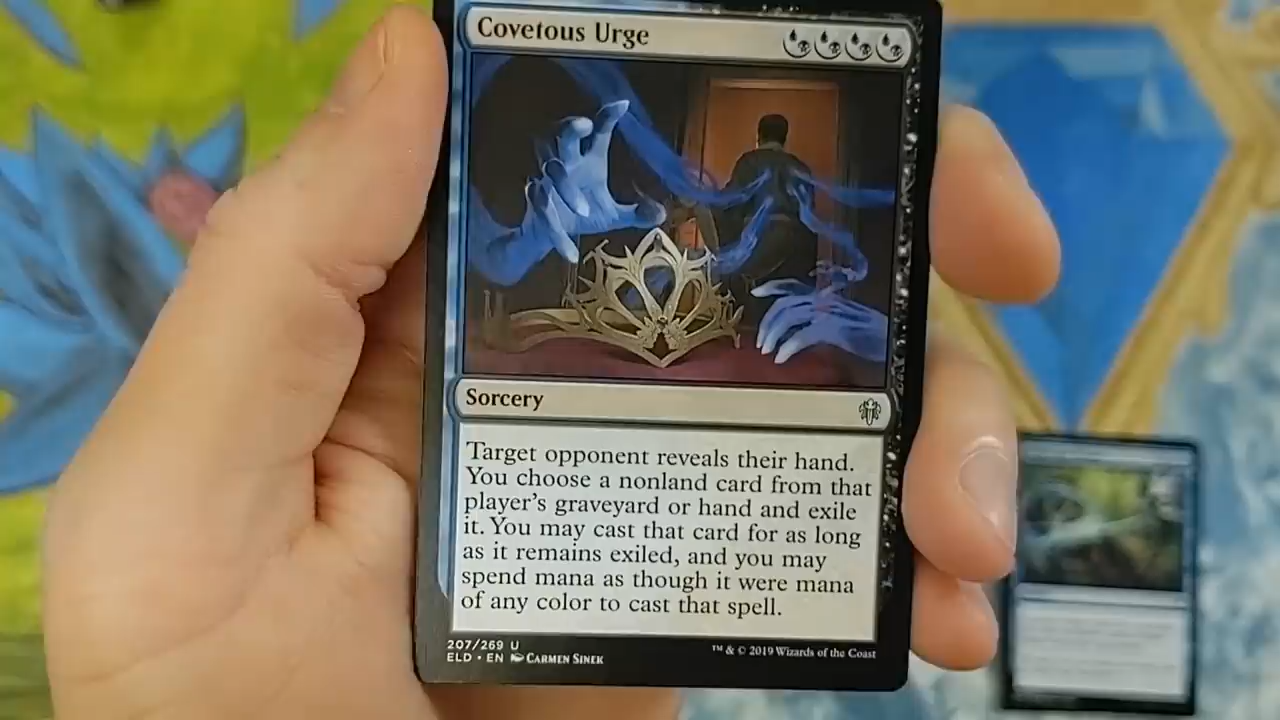 Covetous Urge
Sorcery
Target opponent reveals their hand.
You choose a nonland card from that
player's graveyard or hand and exile
it. You may cast that card for as long
as it remains exiled, and you may
spend mana as though it were mana
of any color to cast that spell.
207/269 U
ELD • EN CARMEN SINEK
™ & © 2019 Wizards of the Coast